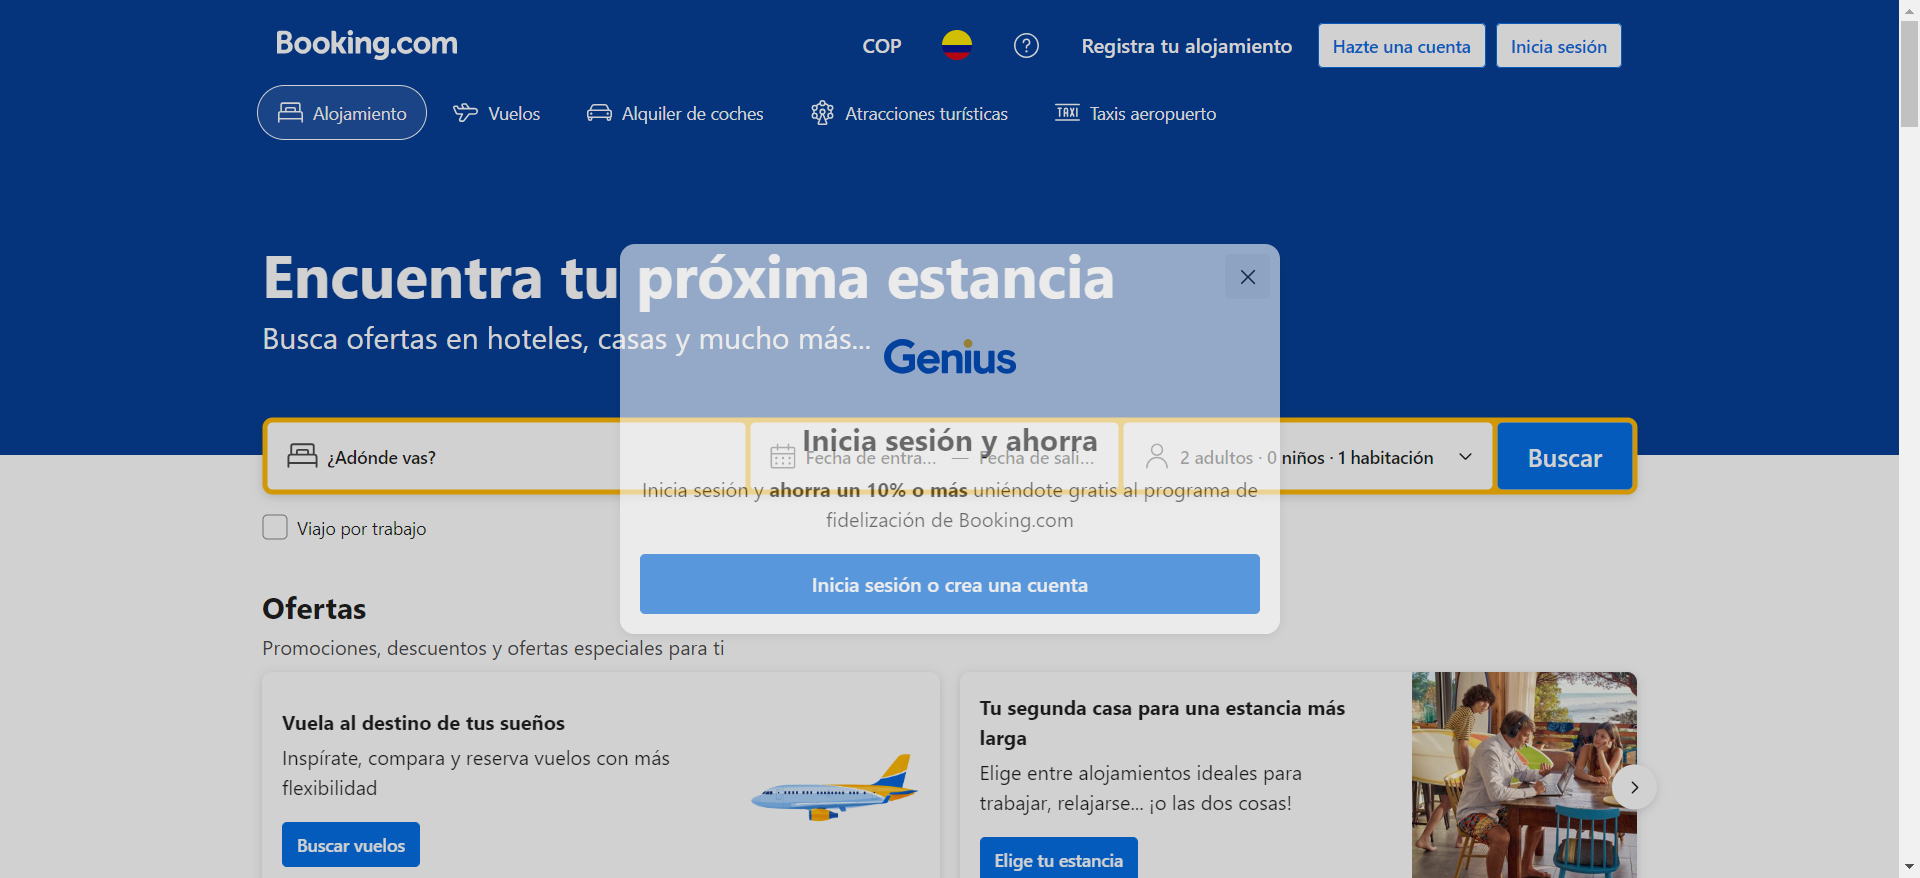 Booking.com
COP
Registra tu alojamiento
Hazte una cuenta
Inicia sesión
Alojamiento
Vuelos
Alquiler de coches
Atracciones turísticas
TAXI
Taxis aeropuerto
Encuentra tu próxima estancia
Busca ofertas en hoteles, casas y mucho más...
Genius
Inicia sesión y ahorra
Inicia sesión y ahorra un 10% o más uniéndote gratis al programa de
fidelización de Booking.com
Inicia sesión o crea una cuenta
¿Adónde vas?
Fecha de entra... — Fecha de sali...
2 adultos · 0 niños · 1 habitación
Buscar
Viajo por trabajo
Ofertas
Promociones, descuentos y ofertas especiales para ti
Vuela al destino de tus sueños
Inspírate, compara y reserva vuelos con más
flexibilidad
Buscar vuelos
Tu segunda casa para una estancia más
larga
Elige entre alojamientos ideales para
trabajar, relajarse... ¡o las dos cosas!
Elige tu estancia